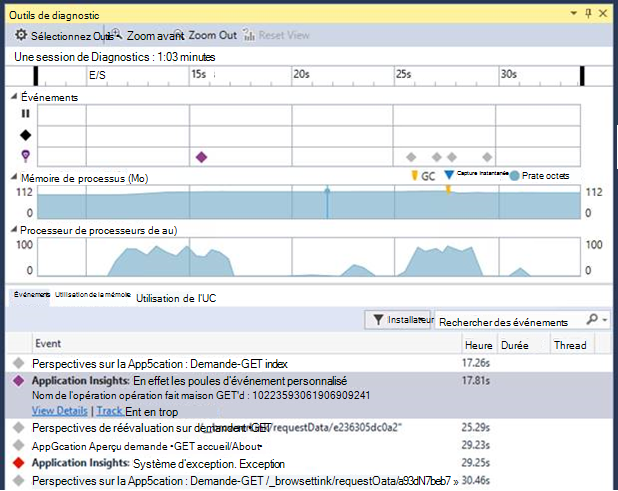 Outils de diagnostic
Sélectionnez Zoom avant Zoom Out Reset View
Une session de Diagnostics : 1:03 minutes
E/S 15s 20s 25s 30s
Événements
Mémoire de processus (Mo) GC Capture instantanée Prate octets
112 112
0 0
Processeur de processeurs de au)
100 100
0 0
Événements Utilisation de la mémoire Utilisation de l'UC
Installateur Rechercher des événements
Event Heure Durée Thread
Perspectives sur la App5cation : Demande-GET index 17.26s
Application Insights: En effet les poules d'événement personnalisé 17.81s
Nom de l'opération opération fait maison GET'd : 10223593061906909241
View Details | Track Ent en trop
Perspectives de réévaluation sur GET requestData/e236305dc0a2" 25.29s
AppGcation Aperçu demande •GET accueil/About• 29.23s
Application Insights: Système d'exception. Exception 29.25s
Perspectives sur la App5cation : Demande-GET /_browsettink/requestData/a93dN7beb7 » 30.46s